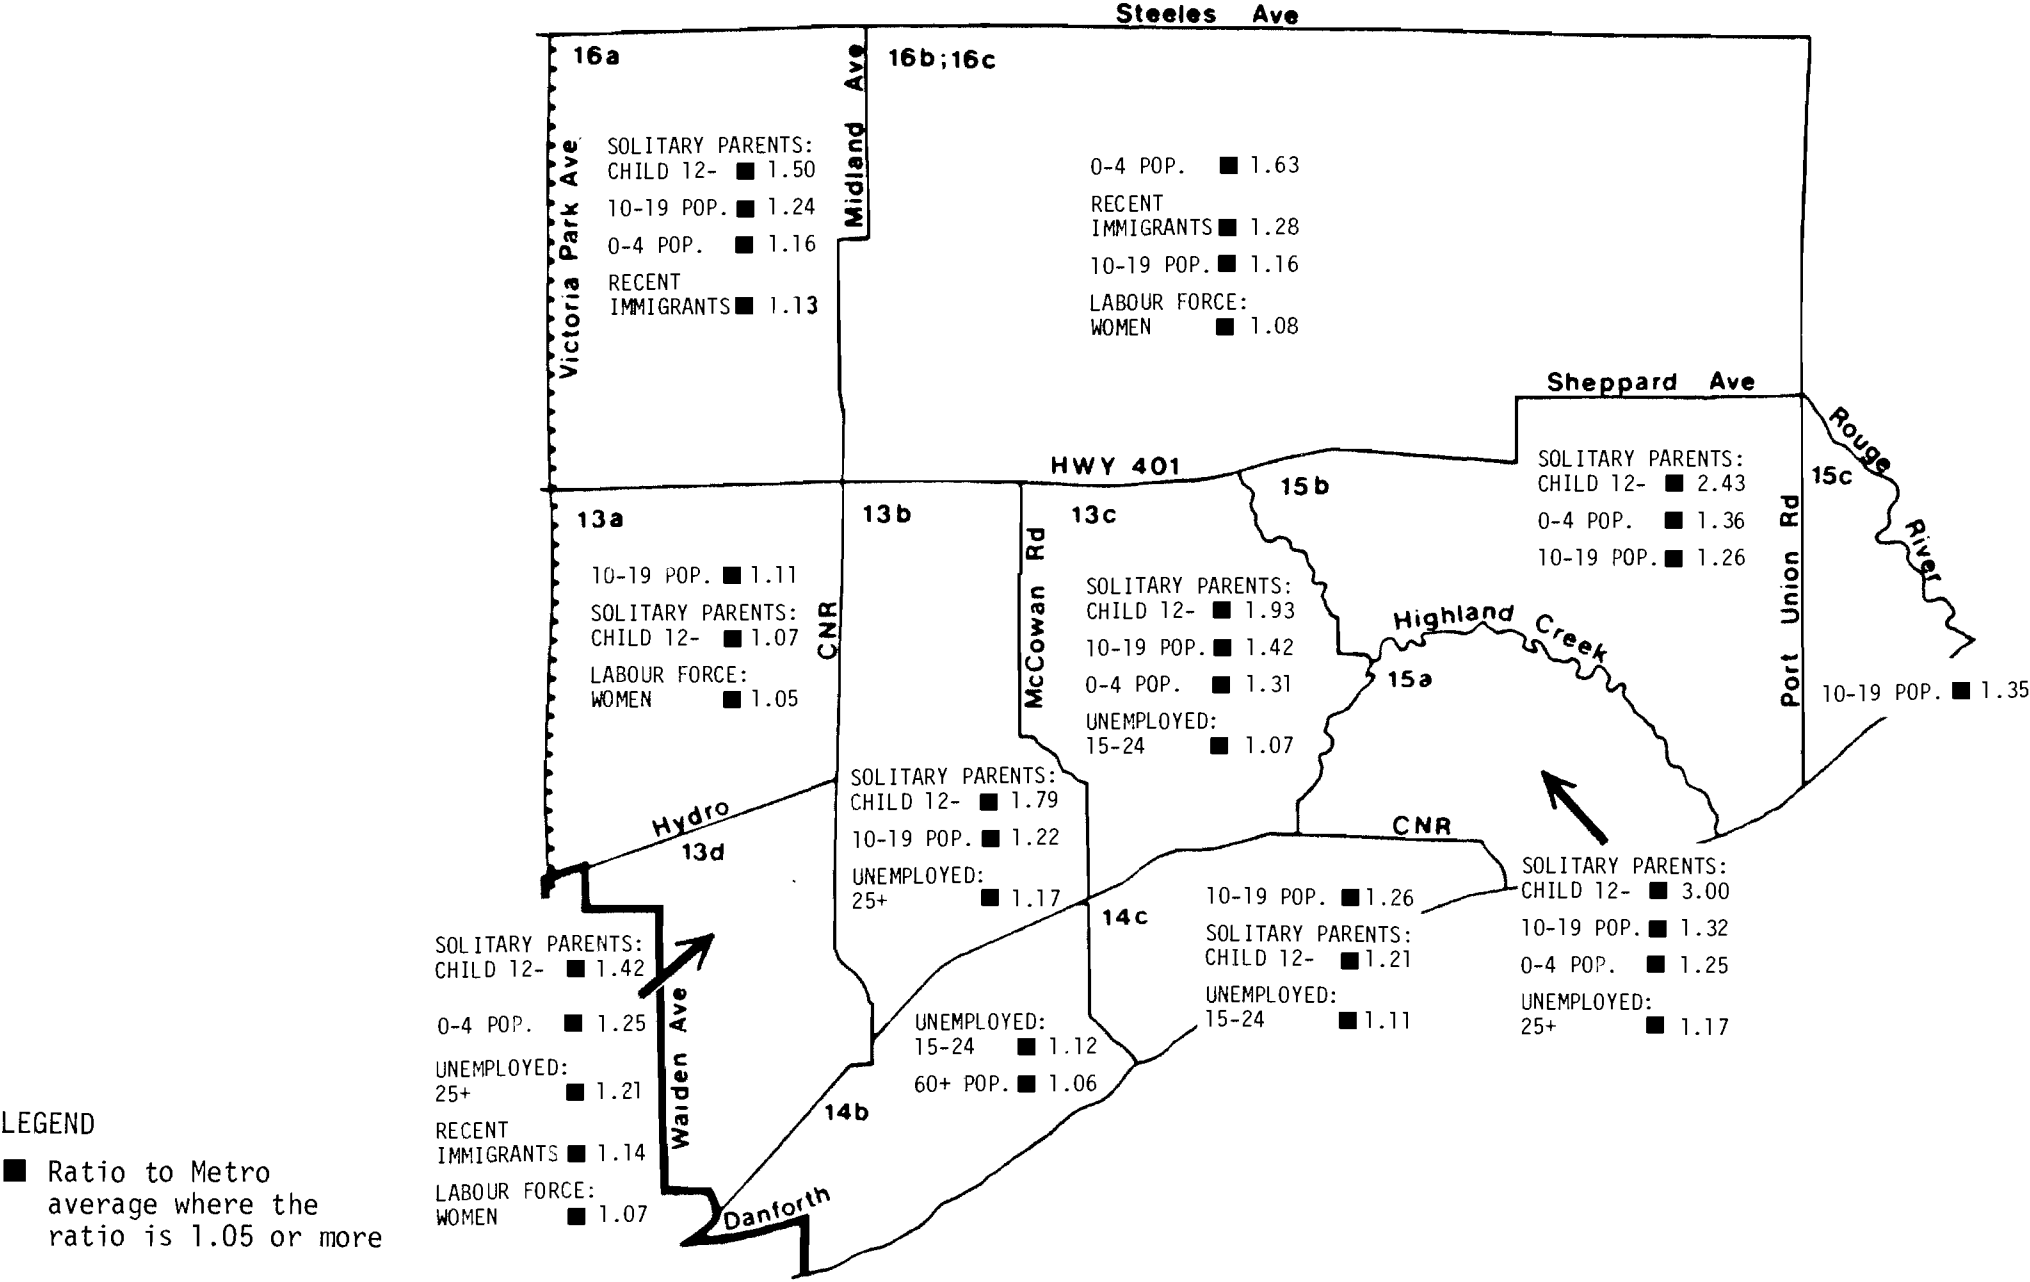 Steeles Ave
16a
Midland Ave
16b;16c
Victoria Park Ave
SOLITARY PARENTS:
CHILD 12- ■ 1.50
10-19 POP. ■ 1.24
0-4 POP. ■ 1.16
RECENT
IMMIGRANTS ■ 1.13
0-4 POP. ■ 1.63
RECENT
IMMIGRANTS ■ 1.28
10-19 POP. ■ 1.16
LABOUR FORCE:
WOMEN ■ 1.08
Sheppard Ave
Rouge River
HWY 401
15b
SOLITARY PARENTS:
CHILD 12- ■ 2.43
0-4 POP. ■ 1.36
10-19 POP. ■ 1.26
15c
Port Union Rd
10-19 POP. ■ 1.35
13a
10-19 POP. ■ 1.11
SOLITARY PARENTS:
CHILD 12- ■ 1.07
LABOUR FORCE:
WOMEN ■ 1.05
CNR
13b
McCowan Rd
13c
SOLITARY PARENTS:
CHILD 12- ■ 1.93
10-19 POP. ■ 1.42
0-4 POP. ■ 1.31
UNEMPLOYED:
15-24 ■ 1.07
Highland Creek
15a
SOLITARY PARENTS:
CHILD 12- ■ 1.79
10-19 POP. ■ 1.22
UNEMPLOYED:
25+ ■ 1.17
Hydro
13d
CNR
14c
10-19 POP. ■ 1.26
SOLITARY PARENTS:
CHILD 12- ■ 1.21
UNEMPLOYED:
15-24 ■ 1.11
SOLITARY PARENTS:
CHILD 12- ■ 3.00
10-19 POP. ■ 1.32
0-4 POP. ■ 1.25
UNEMPLOYED:
25+ ■ 1.17
SOLITARY PARENTS:
CHILD 12- ■ 1.42
0-4 POP. ■ 1.25
UNEMPLOYED:
25+ ■ 1.21
RECENT
IMMIGRANTS ■ 1.14
LABOUR FORCE:
WOMEN ■ 1.07
Walden Ave
UNEMPLOYED:
15-24 ■ 1.12
60+ POP. ■ 1.06
14b
Danforth
LEGEND
■ Ratio to Metro
average where the
ratio is 1.05 or more